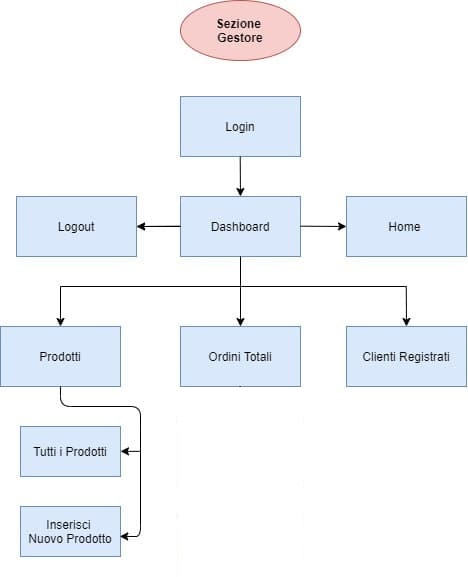 Sezione
Gestore
Login
Logout
Dashboard
Home
Prodotti
Ordini Totali
Clienti Registrati
Tutti i Prodotti
Inserisci
Nuovo Prodotto